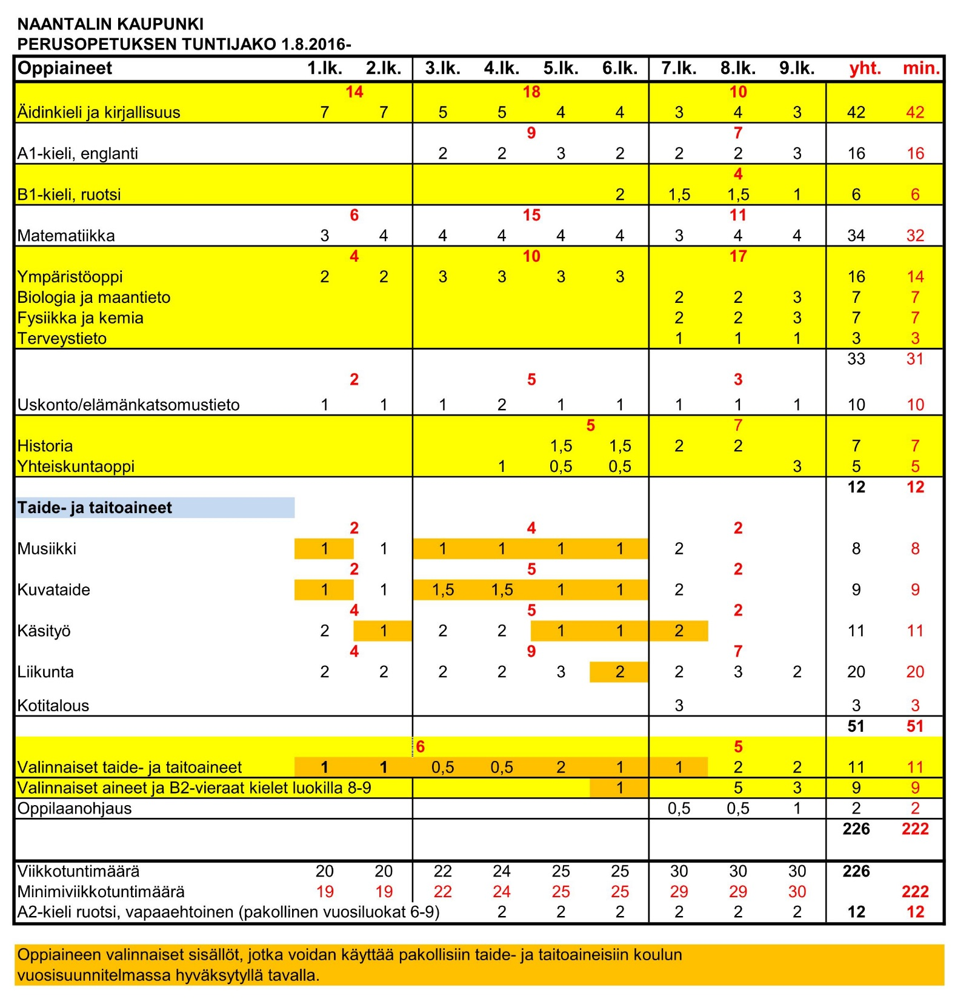 NAANTALIN KAUPUNKI
PERUSOPETUKSEN TUNTIJAKO 1.8.2016-
Oppiaineet 1.lk. 2.lk. 3.lk. 4.lk. 5.lk. 6.lk. 7.lk. 8.lk. 9.lk. yht. min.
14 18 10
Äidinkieli ja kirjallisuus 7 7 5 5 4 4 3 4 3 42 42
9 7
A1-kieli, englanti 2 2 3 2 2 2 3 16 16
4
B1-kieli, ruotsi 2 1,5 1,5 1 6 6
6 15 11
Matematiikka 3 4 4 4 4 4 3 4 4 34 32
4 10 17
Ympäristöoppi 2 2 3 3 3 3 16 14
Biologia ja maantieto 2 2 3 7 7
Fysiikka ja kemia 2 2 3 7 7
Terveystieto 1 1 1 3 3
33 31
2 5 3
Uskonto/elämänkatsomustieto 1 1 1 2 1 1 1 1 1 10 10
5 7
Historia 1,5 1,5 2 2 7 7
Yhteiskuntaoppi 1 0,5 0,5 3 5 5
12 12
Taide- ja taitoaineet
2 4 2
Musiikki 1 1 1 1 1 1 2 8 8
2 5 2
Kuvataide 1 1 1,5 1,5 1 1 2 9 9
4 5 2
Käsityö 2 1 2 2 1 1 2 11 11
4 9 7
Liikunta 2 2 2 2 3 2 2 3 2 20 20
Kotitalous 3 3 3
51 51
6 5
Valinnaiset taide- ja taitoaineet 1 1 0,5 0,5 2 1 1 2 2 11 11
Valinnaiset aineet ja B2-vieraat kielet luokilla 8-9 1 5 3 9 9
Oppilaanohjaus 0,5 0,5 1 2 2
226 222
Viikkotuntimäärä 20 20 22 24 25 25 30 30 30 226
Minimiviikkotuntimäärä 19 19 22 24 25 25 29 29 30 222
A2-kieli ruotsi, vapaaehtoinen (pakollinen vuosiluokat 6-9) 2 2 2 2 2 2 12 12
Oppiaineen valinnaiset sisällöt, jotka voidan käyttää pakollisiin taide- ja taitoaineisiin koulun
vuosisuunnitelmassa hyväksytyllä tavalla.